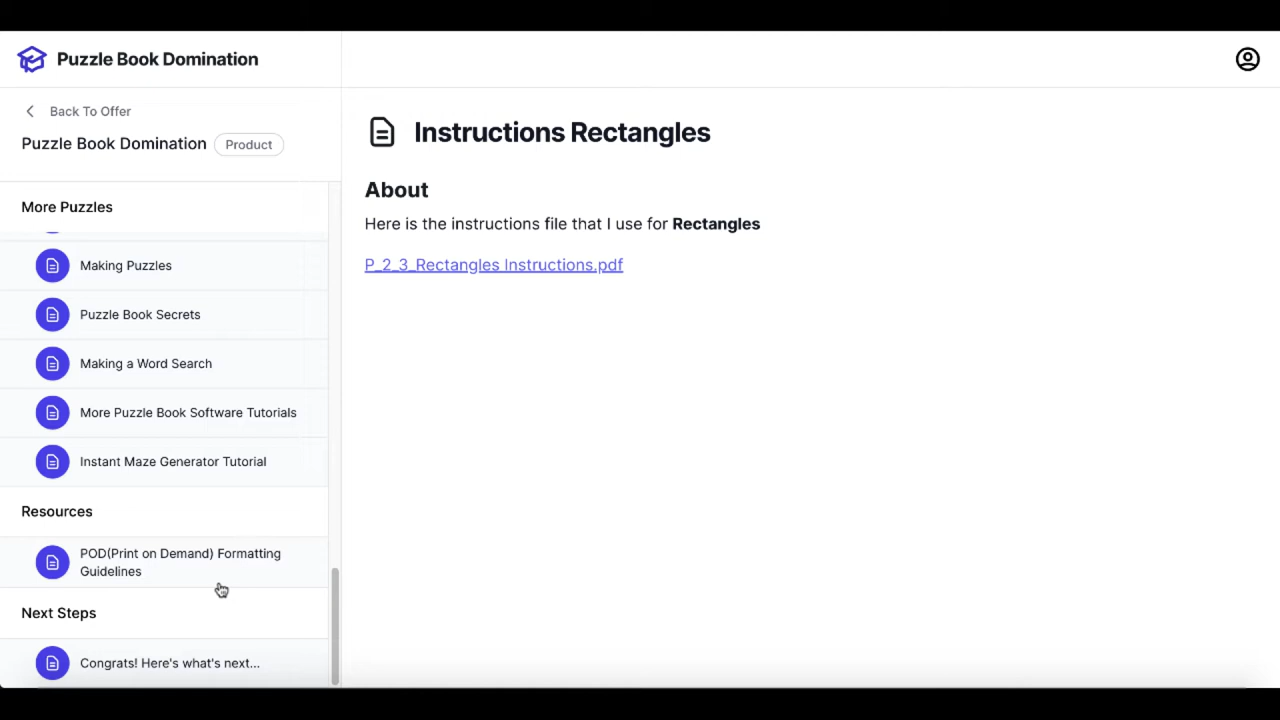 Puzzle Book Domination
Back To Offer
Puzzle Book Domination
Product
More Puzzles
Making Puzzles
Puzzle Book Secrets
Making a Word Search
More Puzzle Book Software Tutorials
Instant Maze Generator Tutorial
Resources
POD(Print on Demand) Formatting
Guidelines
Next Steps
Congrats! Here's what's next...
Instructions Rectangles
About
Here is the instructions file that I use for Rectangles
P_2_3_Rectangles Instructions.pdf